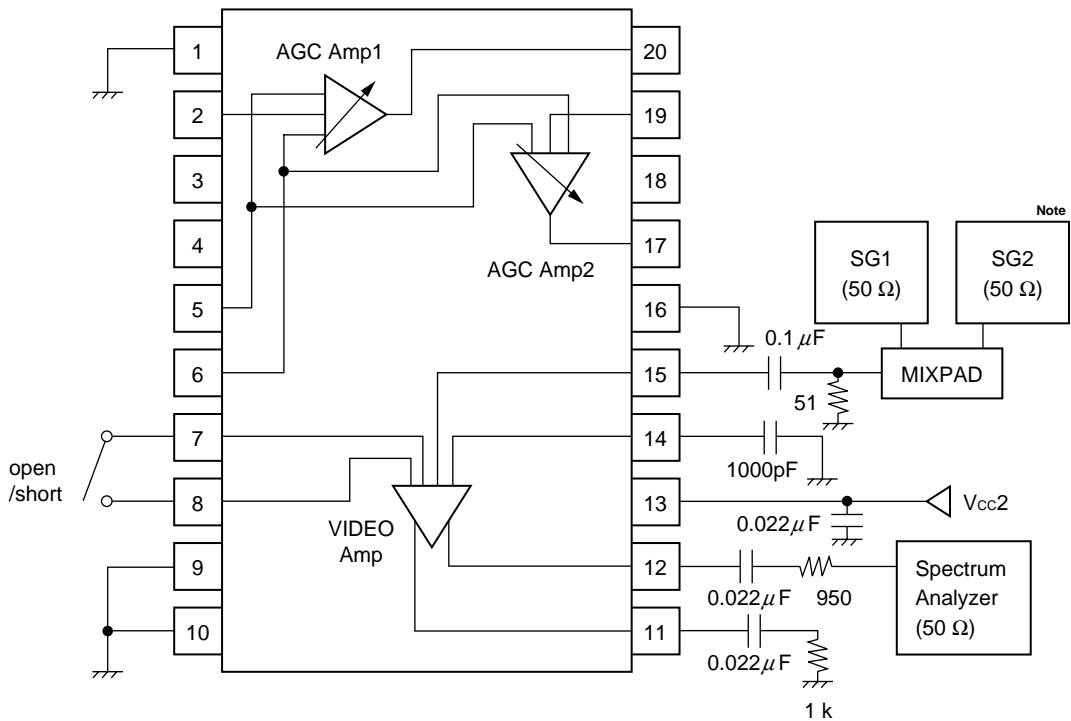 1
2
3
4
5
6
7
8
9
10
20
19
18
17
16
15
14
13
12
11
AGC Amp1
AGC Amp2
VIDEO
Amp
open
/short
Note
SG1
(50 Ω)
SG2
(50 Ω)
MIXPAD
0.1 μF
51
1000pF
VCC2
0.022 μF
0.022 μF
950
Spectrum
Analyzer
(50 Ω)
0.022 μF
1 k